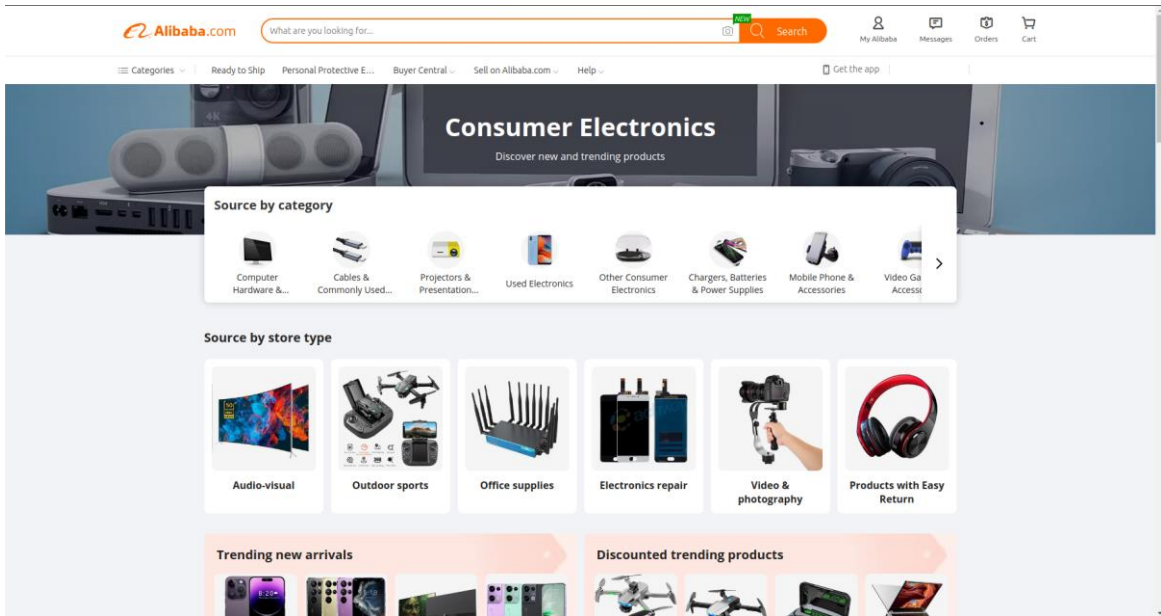 Alibaba.com
What are you looking for...
NEW
Search
My Alibaba
Messages
Orders
Cart
Categories
Ready to Ship
Personal Protective E...
Buyer Central
Sell on Alibaba.com
Help
Get the app
4K
Consumer Electronics
Discover new and trending products
Source by category
Computer
Hardware &...
Cables &
Commonly Used...
Projectors &
Presentation...
Used Electronics
Other Consumer
Electronics
Chargers, Batteries
& Power Supplies
Mobile Phone &
Accessories
Video Ga
Access
Source by store type
Audio-visual
Outdoor sports
Office supplies
Electronics repair
Video &
photography
Products with Easy
Return
Trending new arrivals
Discounted trending products
8:20